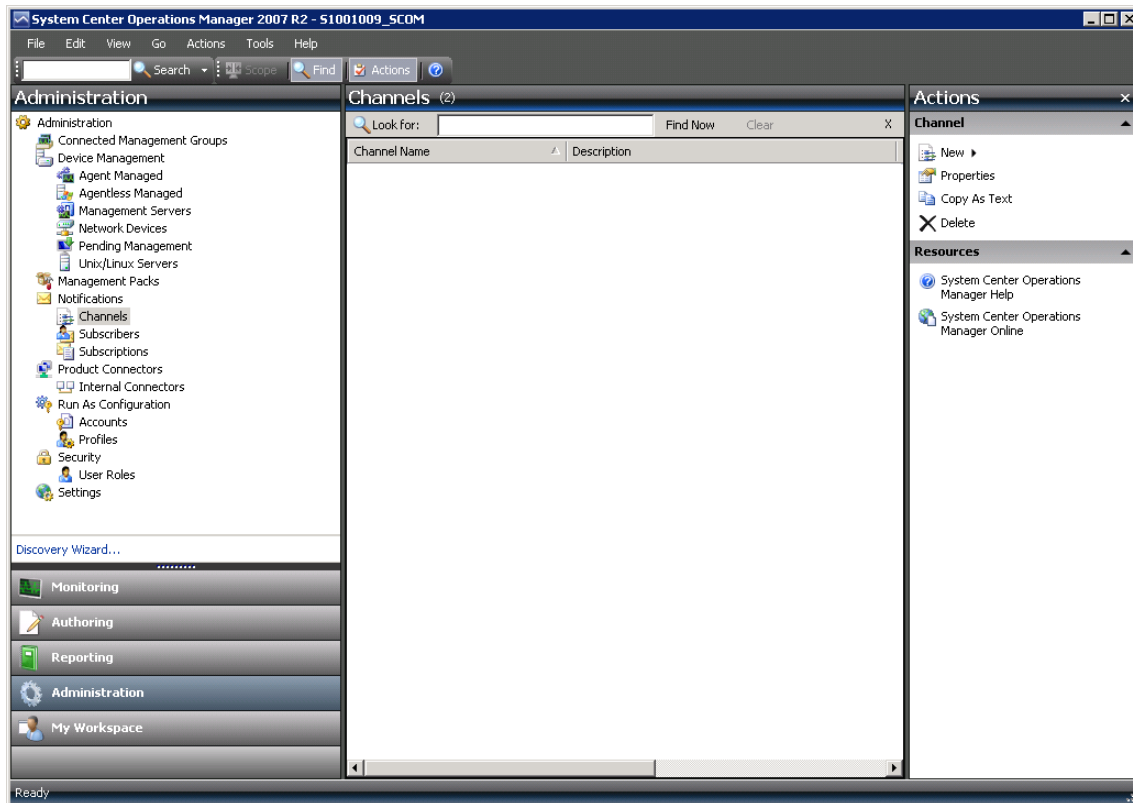 System Center Operations Manager 2007 R2 - S1001009_SCOM
File Edit View Go Actions Tools Help
Search Scope Find Actions
Administration
Administration
Connected Management Groups
Device Management
Agent Managed
Agentless Managed
Management Servers
Network Devices
Pending Management
Unix/Linux Servers
Management Packs
Notifications
Channels
Subscribers
Subscriptions
Product Connectors
Internal Connectors
Run As Configuration
Accounts
Profiles
Security
User Roles
Settings
Discovery Wizard...
Monitoring
Authoring
Reporting
Administration
My Workspace
Channels (2)
Look for: Find Now Clear X
Channel Name Description
Actions x
Channel
New
Properties
Copy As Text
Delete
Resources
System Center Operations
Manager Help
System Center Operations
Manager Online
Ready